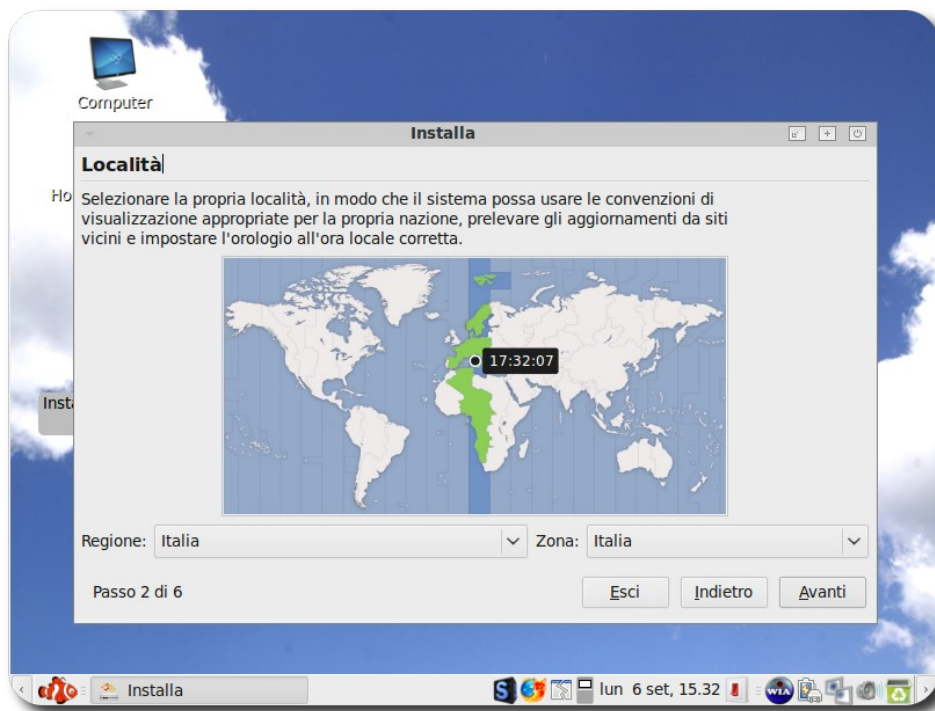 Computer
Installa
Località
Ho
Selezionare la propria località, in modo che il sistema possa usare le convenzioni di
visualizzazione appropriate per la propria nazione, prelevare gli aggiornamenti da siti
vicini e impostare l'orologio all'ora locale corretta.
17:32:07
Insta
Regione: Italia Zona: Italia
Passo 2 di 6 Esci Indietro Avanti
Installa S lun 6 set, 15.32 WIA